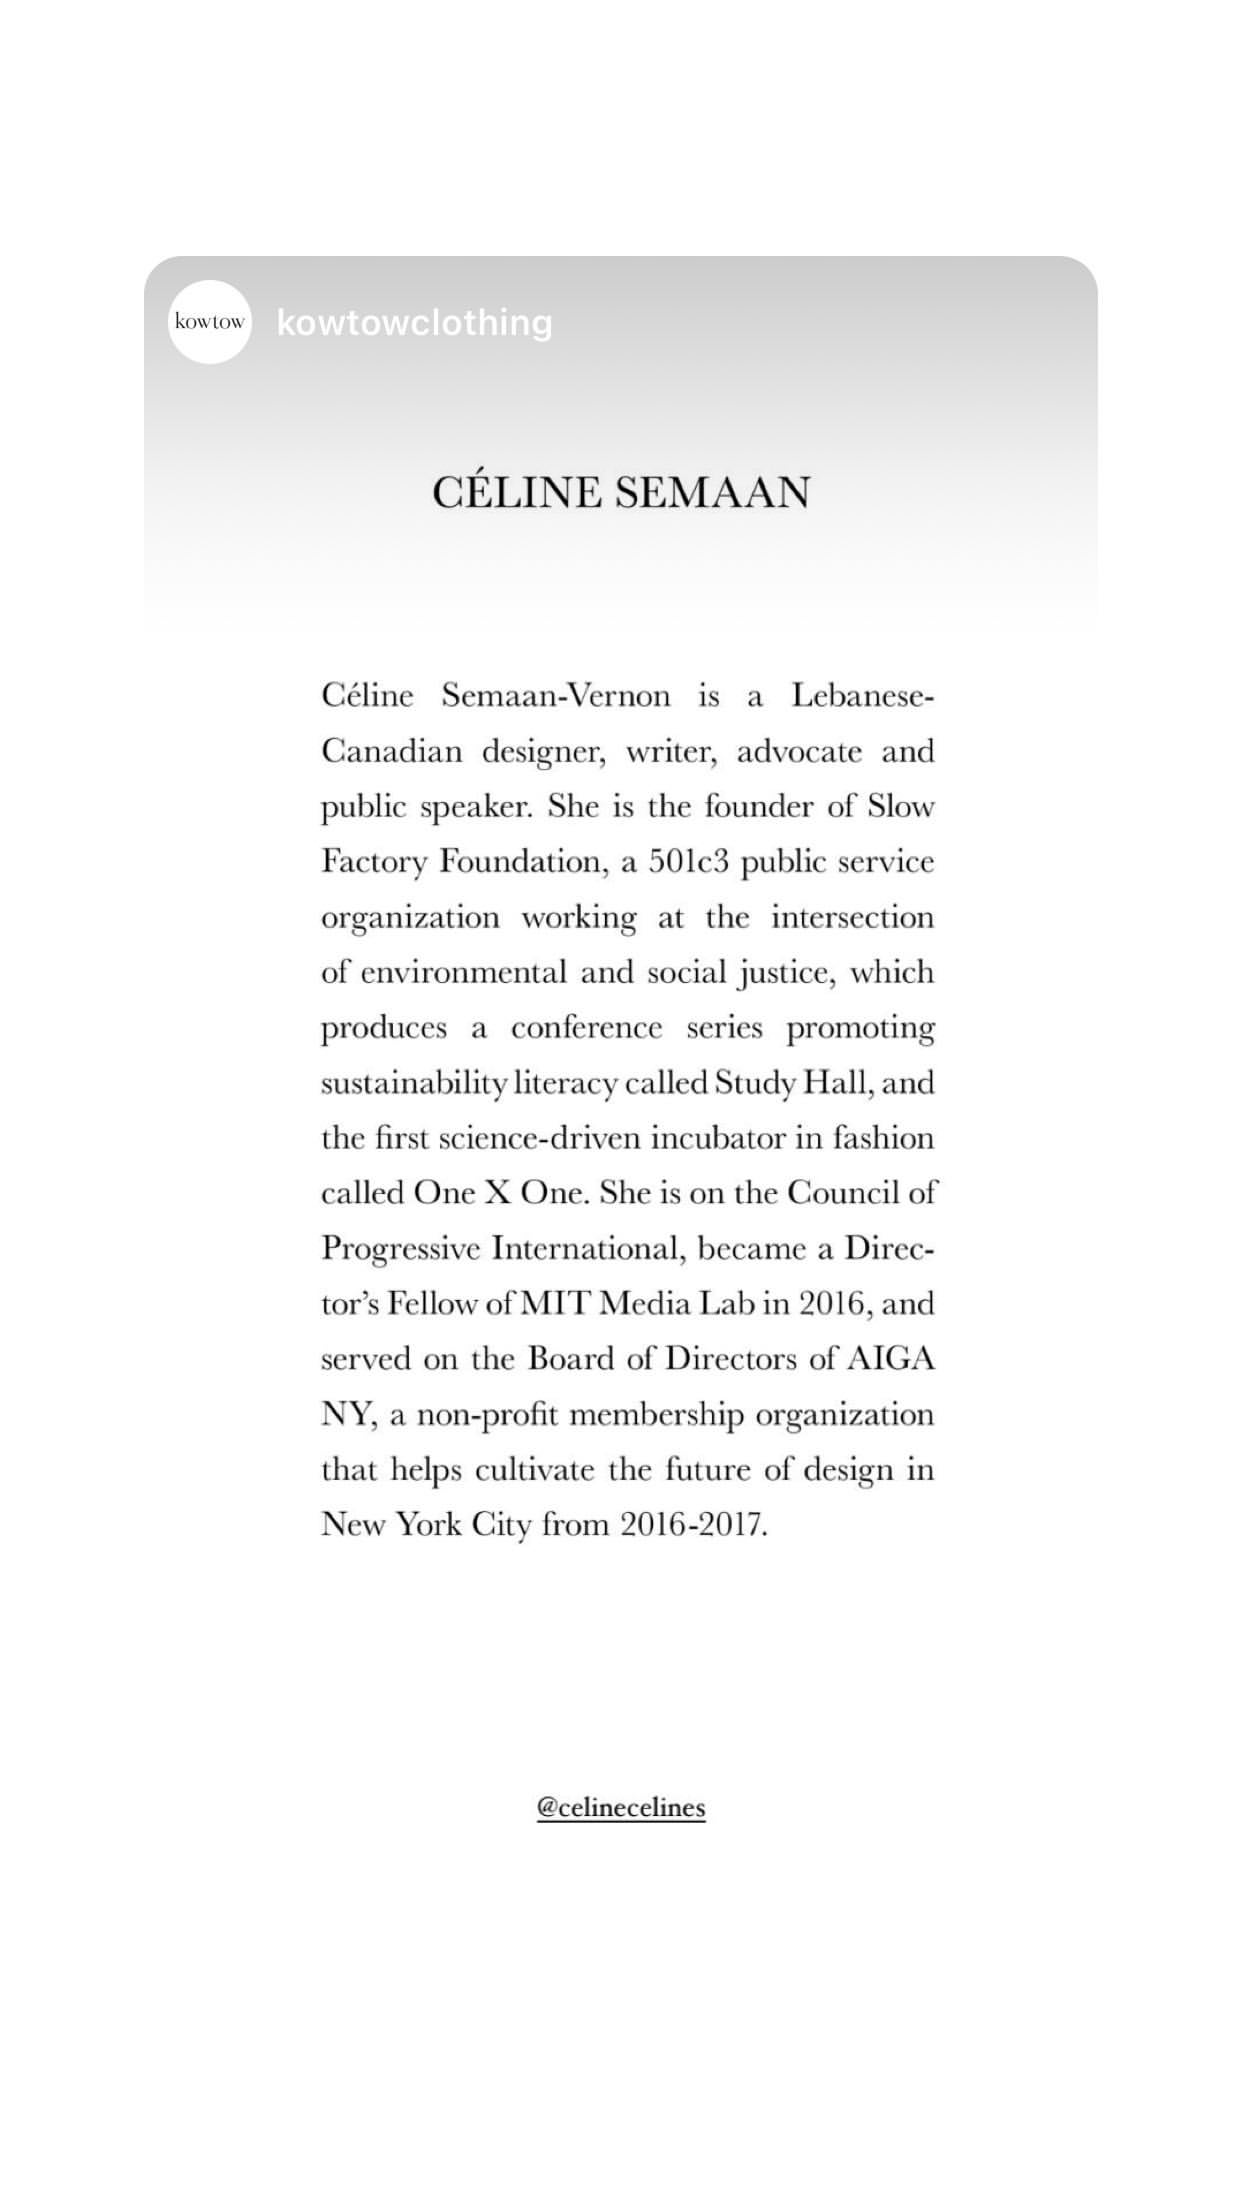 kowtow kowtowclothing
CÉLINE SEMAAN
Céline Semaan-Vernon is a Lebanese-
Canadian designer, writer, advocate and
public speaker. She is the founder of Slow
Factory Foundation, a 501c3 public service
organization working at the intersection
of environmental and social justice, which
produces a conference series promoting
sustainability literacy called Study Hall, and
the first science-driven incubator in fashion
called One X One. She is on the Council of
Progressive International, became a Direc-
tor’s Fellow of MIT Media Lab in 2016, and
served on the Board of Directors of AIGA
NY, a non-profit membership organization
that helps cultivate the future of design in
New York City from 2016-2017.
@celinecelines